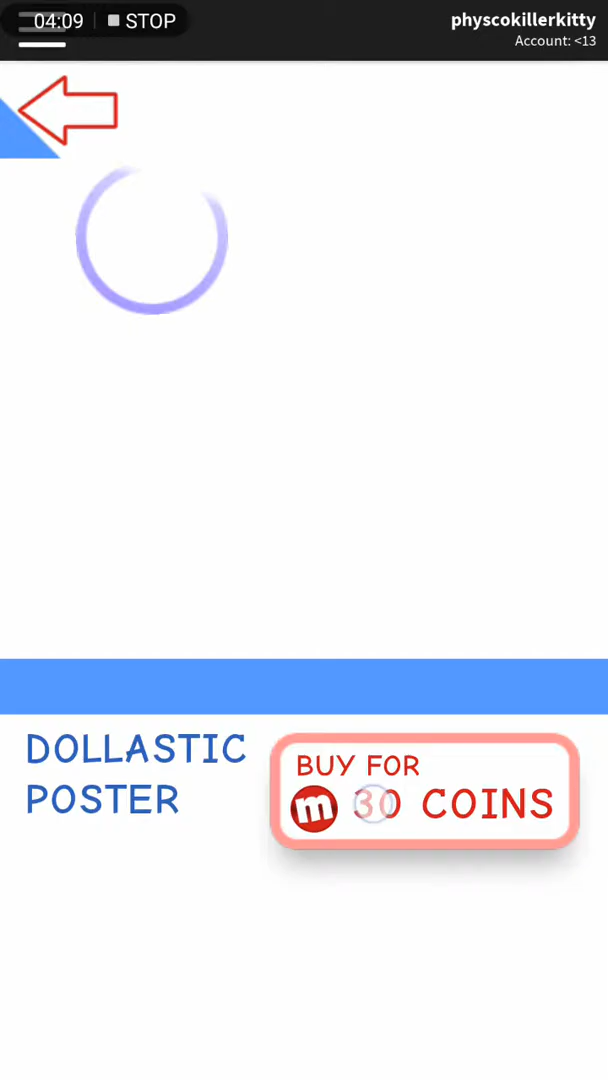 04:09 STOP
physcokillerkitty
Account: <13
DOLLASTIC
POSTER
BUY FOR
m 30 COINS